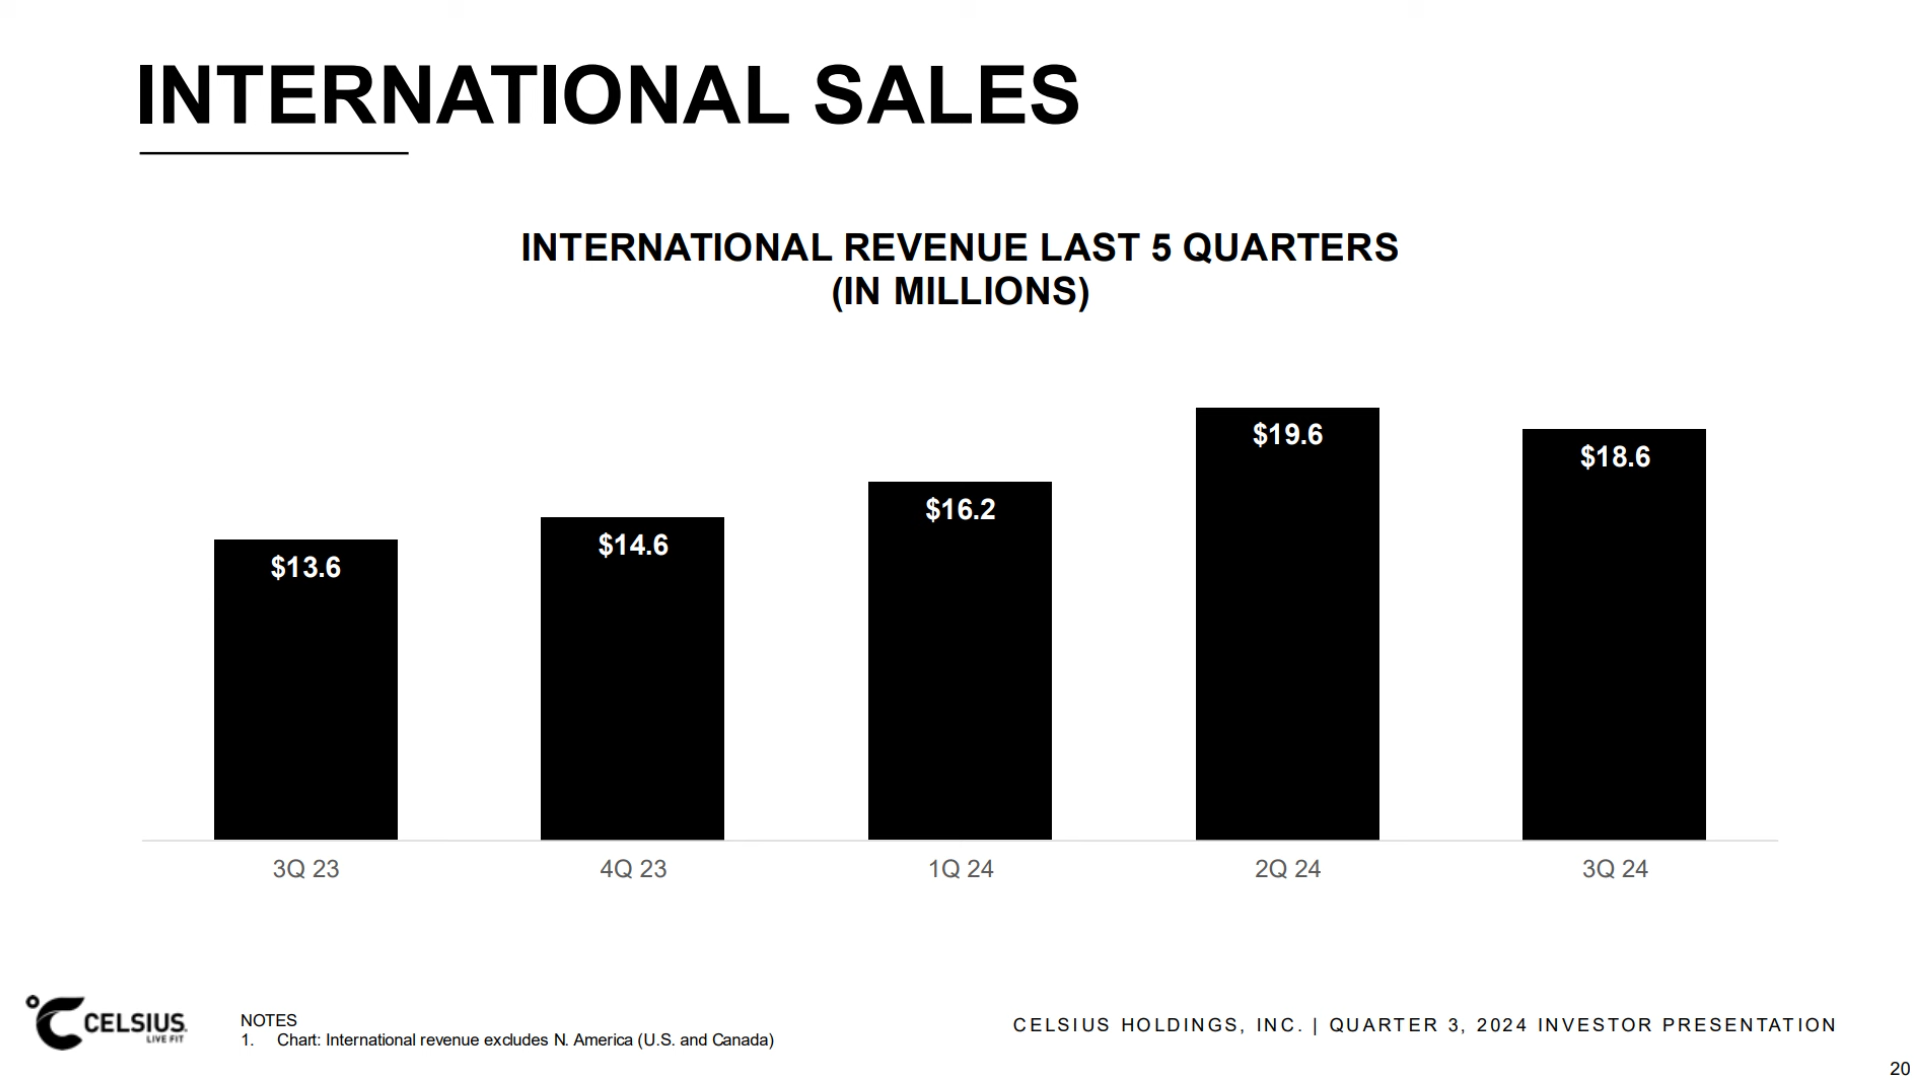 INTERNATIONAL SALES
INTERNATIONAL REVENUE LAST 5 QUARTERS
(IN MILLIONS)
$13.6
$14.6
$16.2
$19.6
$18.6
3Q 23
4Q 23
1Q 24
2Q 24
3Q 24
CELSIUS
LIVE FIT
NOTES
1. Chart: International revenue excludes N. America (U.S. and Canada)
CELSIUS HOLDINGS, INC. | QUARTER 3, 2024 INVESTOR PRESENTATION
20